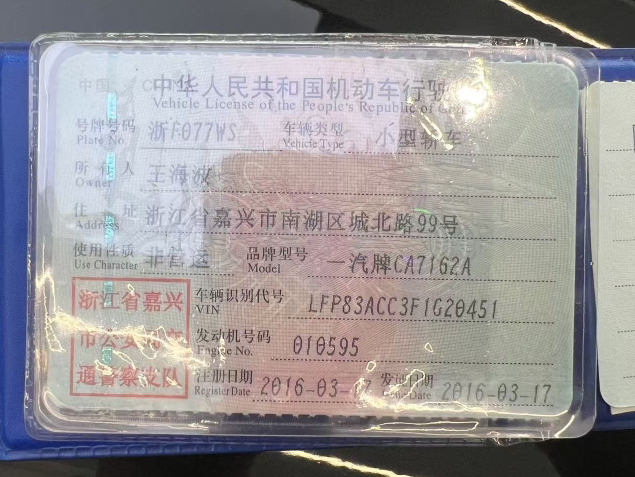 中国 C
中华人民共和国机动车行驶
Vehicle License of the People's Republic of C
号牌号码 浙F077WS 车辆类型 小型轿车
Plate No. Vehicle Type
所 人 王海波
Owner
住 址 浙江省嘉兴市南湖区城北路99号
Address
使用性质 非营运 品牌型号 一汽牌CA7162A
Use Character Model
浙江省嘉兴 车辆识别代号 LFP83ACC3F1G20451
VIN
市公安局交 发动机号码 010595
Engine No.
通警察支队 注册日期 2016-03-17 发证日期 2016-03-17
Register Date Issue Date